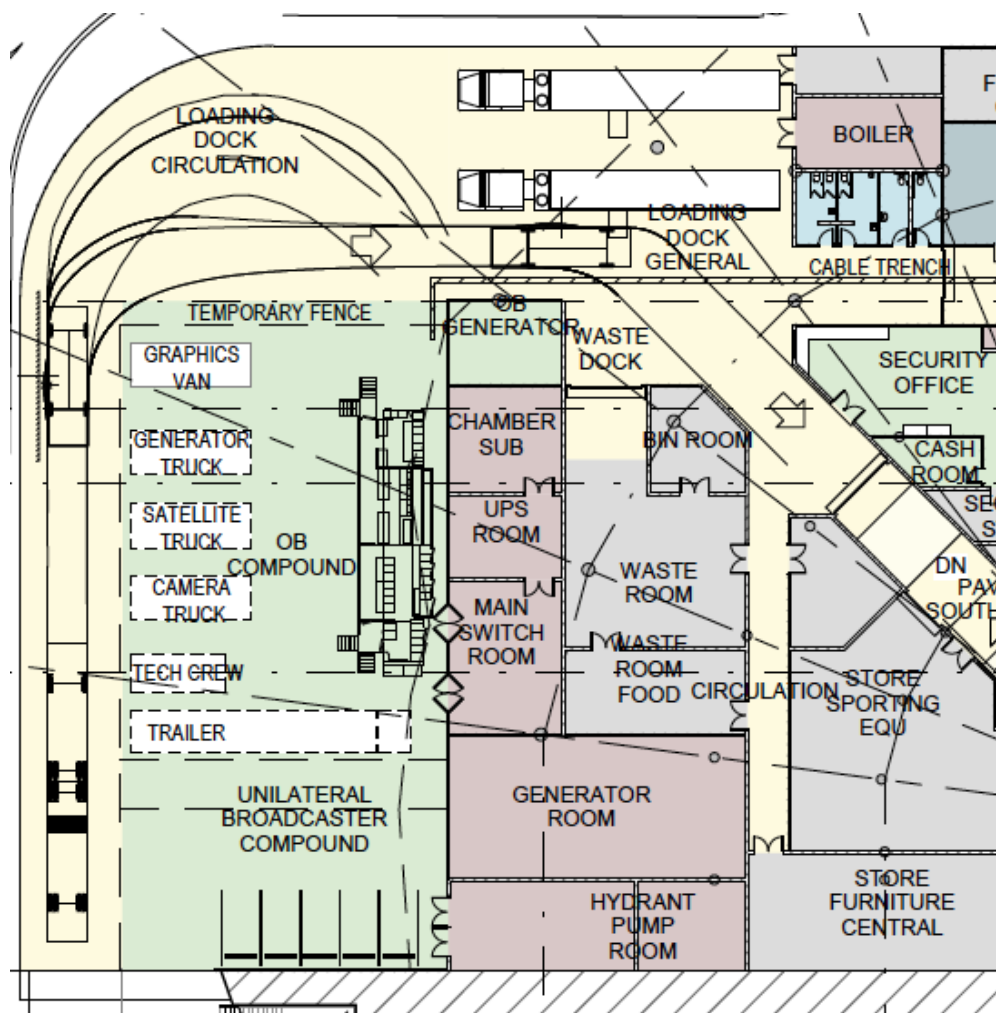 LOADING
DOCK
CIRCULATION
F
BOILER
LOADING
DOCK
GENERAL
CABLE TRENCH
TEMPORARY FENCE
OB
GENERATOR
WASTE
DOCK
SECURITY
OFFICE
GRAPHICS
VAN
CHAMBER
SUB
BIN ROOM
CASH
ROOM
GENERATOR
TRUCK
SATELLITE
TRUCK
UPS
ROOM
SE
S
OB
COMPOUND
CAMERA
TRUCK
WASTE
ROOM
DN
PAV
SOUTH
MAIN
SWITCH
ROOM
WASTE
ROOM
FOOD
CIRCULATION
TECH CREW
STORE
SPORTING
EQU
TRAILER
UNILATERAL
BROADCASTER
COMPOUND
GENERATOR
ROOM
HYDRANT
PUMP
ROOM
STORE
FURNITURE
CENTRAL